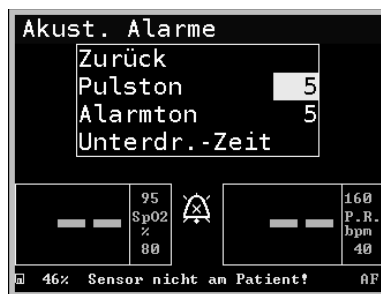 Akust. Alarme
Zurück
Pulston 5
Alarmton 5
Unterdr.-Zeit
-- 95 SpO2 % 80
-- 160 P.R. bpm 40
46% Sensor nicht am Patient! AF